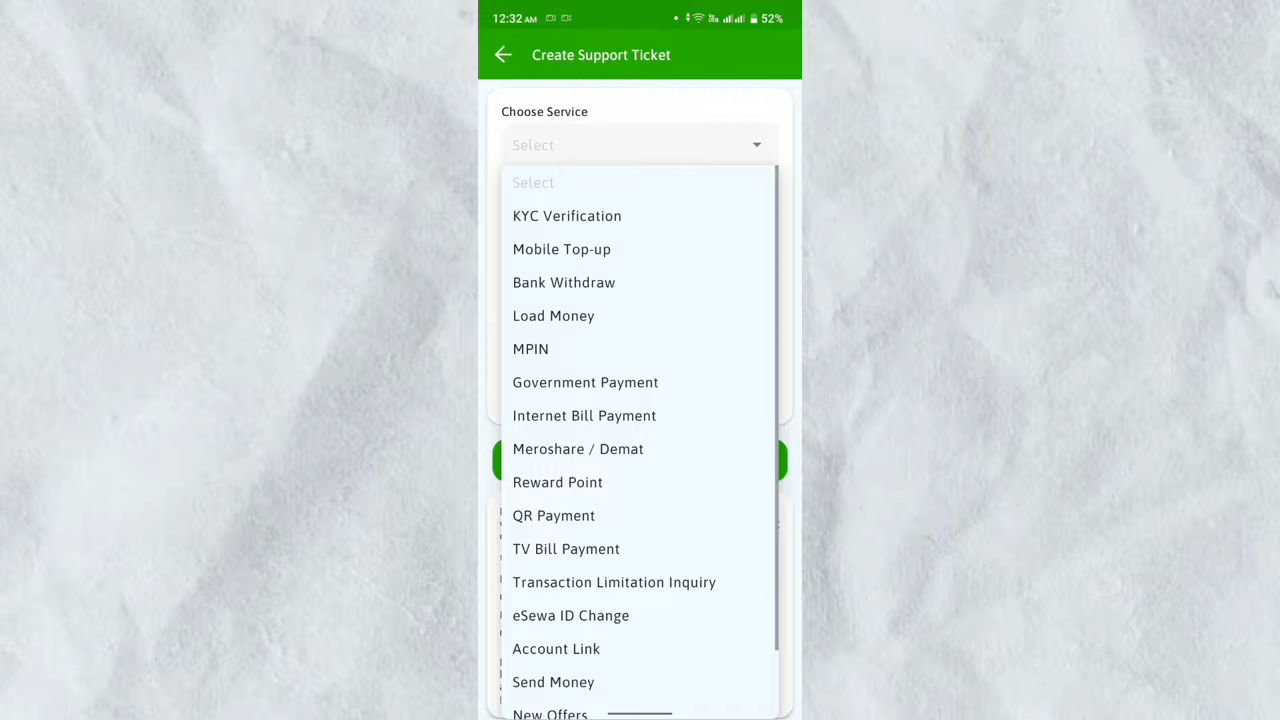 12:32 AM 52%
Create Support Ticket
Choose Service
Select
Select
KYC Verification
Mobile Top-up
Bank Withdraw
Load Money
MPIN
Government Payment
Internet Bill Payment
Meroshare / Demat
Reward Point
QR Payment
TV Bill Payment
Transaction Limitation Inquiry
eSewa ID Change
Account Link
Send Money
New Offers